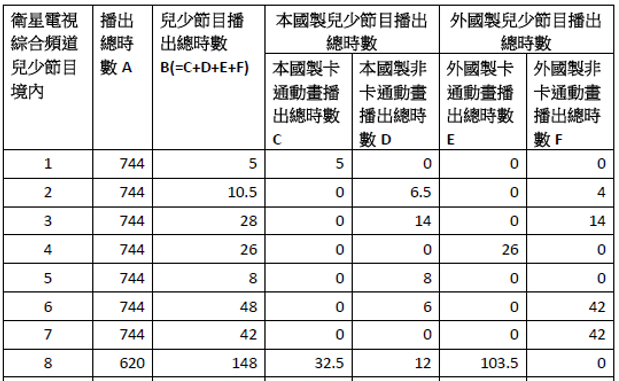 衛星電視綜合頻道兒少節目境內 播出總時數 A 兒少節目播出總時數 B(=C+D+E+F) 本國製兒少節目播出總時數 外國製兒少節目播出總時數
本國製卡通動畫播出總時數 C 本國製非卡通動畫播出總時數 D 外國製卡通動畫播出總時數 E 外國製非卡通動畫播出總時數 F
1 744 5 5 0 0 0
2 744 10.5 0 6.5 0 4
3 744 28 0 14 0 14
4 744 26 0 0 26 0
5 744 8 0 8 0 0
6 744 48 0 6 0 42
7 744 42 0 0 0 42
8 620 148 32.5 12 103.5 0